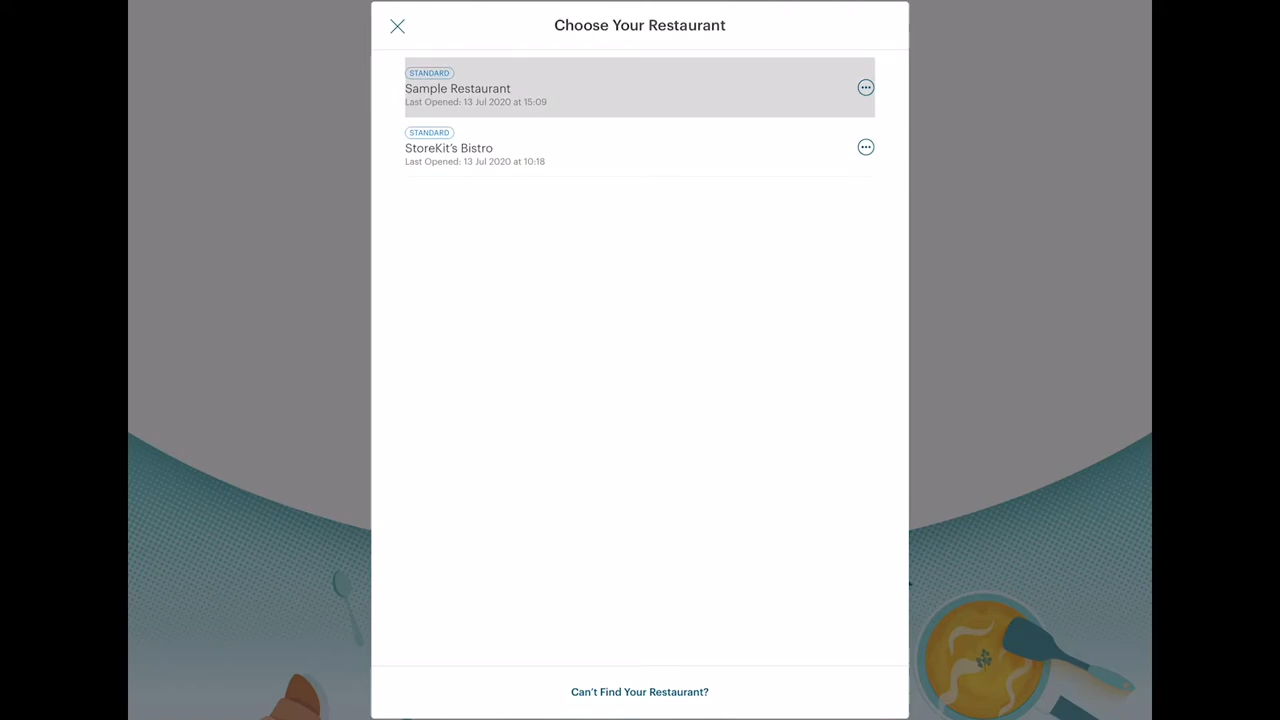 Choose Your Restaurant
STANDARD
Sample Restaurant
Last Opened: 13 Jul 2020 at 15:09
STANDARD
StoreKit’s Bistro
Last Opened: 13 Jul 2020 at 10:18
Can’t Find Your Restaurant?